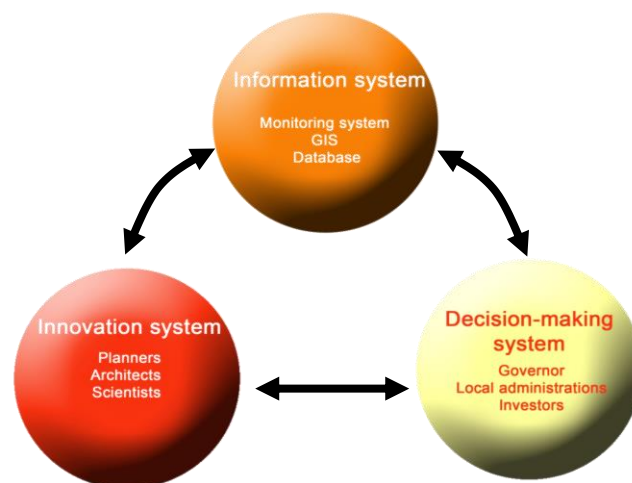 Information system
Monitoring system
GIS
Database
Innovation system
Planners
Architects
Scientists
Decision-making
system
Governor
Local administrations
Investors